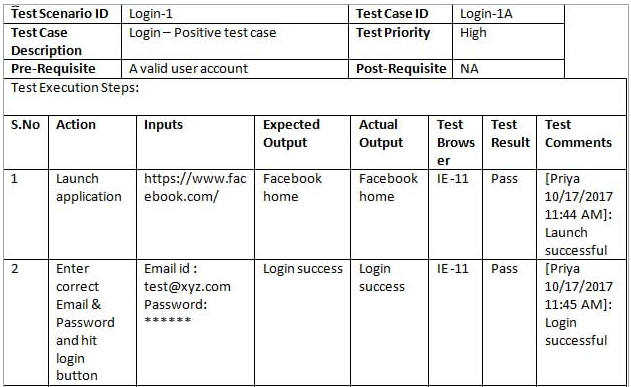 Test Scenario ID Login-1 Test Case ID Login-1A
Test Case Login – Positive test case Test Priority High
Description
Pre-Requisite A valid user account Post-Requisite NA
Test Execution Steps:
S.No Action Inputs Expected Actual Test Test Test
Output Output Brows Result Comments
er
1 Launch https://www.fac Facebook Facebook IE-11 Pass [Priya
application ebook.com/ home home 10/17/2017
11:44 AM]:
Launch
successful
2 Enter Email id : Login success Login IE-11 Pass [Priya
correct test@xyz.com success 10/17/2017
Email & Password: 11:45 AM]:
Password ****** Login
and hit successful
login
button